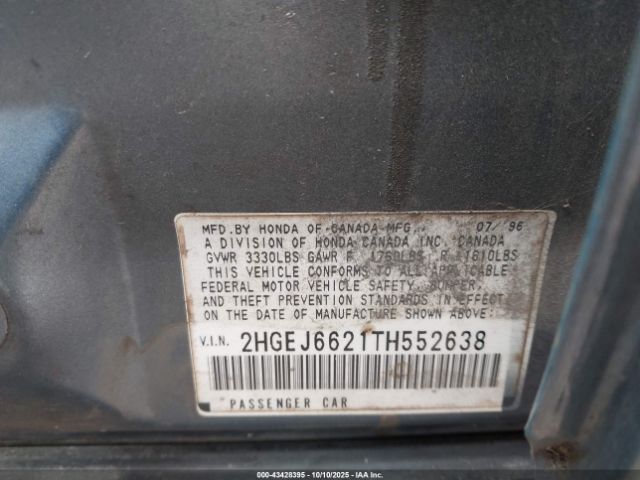 MFD.BY HONDA OF CANADA MFG., 07/96
A DIVISION OF HONDA CANADA INC. CANADA
GVWR 3330LBS GAWR F 1760LBS R 1610LBS
THIS VEHICLE CONFORMS TO ALL APPLICABLE
FEDERAL MOTOR VEHICLE SAFETY, BUMPER,
AND THEFT PREVENTION STANDARDS IN EFFECT
ON THE DATE OF MANUFACTURE SHOWN ABOVE:
V.I.N. 2HGEJ6621TH552638
PASSENGER CAR
000-43428395 - 10/10/2025 - IAA Inc.